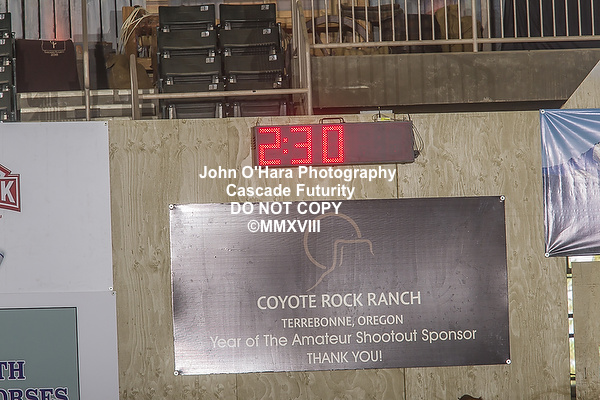 2:30
John O'Hara Photography
Cascade Futurity
DO NOT COPY
©MMXVIII
COYOTE ROCK RANCH
TERREBONNE, OREGON
Year of The Amateur Shootout Sponsor
THANK YOU!